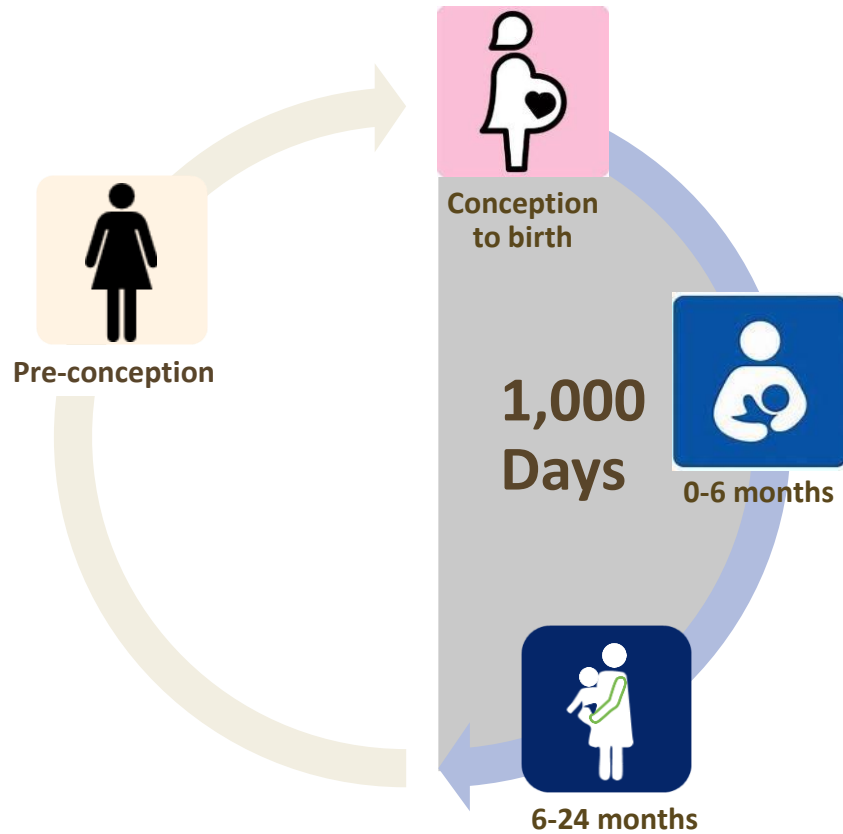 Conception
to birth
Pre-conception
1,000
Days
0-6 months
6-24 months